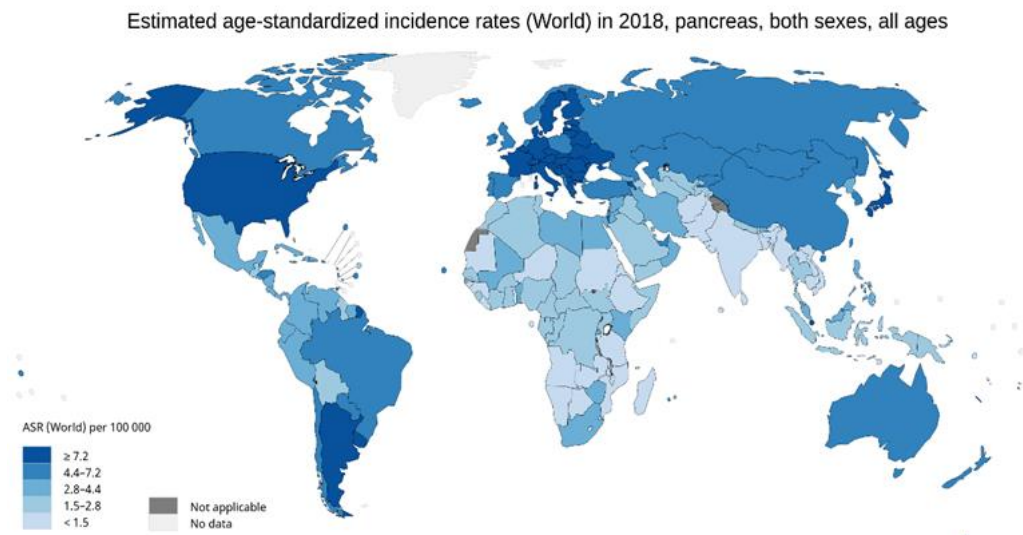 Estimated age-standardized incidence rates (World) in 2018, pancreas, both sexes, all ages
ASR (World) per 100 000
≥ 7.2
4.4–7.2
2.8–4.4
1.5–2.8
< 1.5
Not applicable
No data